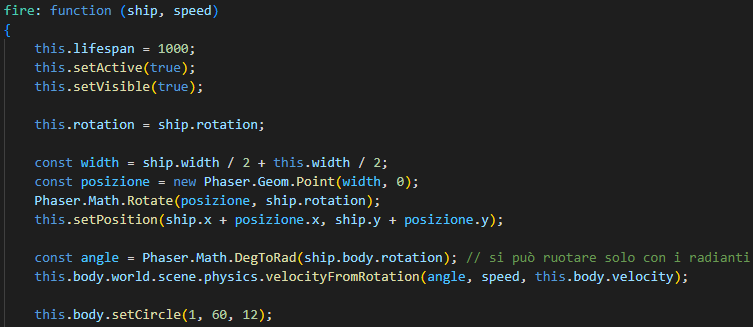 fire: function (ship, speed)
{
this.lifespan = 1000;
this.setActive(true);
this.setVisible(true);
this.rotation = ship.rotation;
const width = ship.width / 2 + this.width / 2;
const posizione = new Phaser.Geom.Point(width, 0);
Phaser.Math.Rotate(posizione, ship.rotation);
this.setPosition(ship.x + posizione.x, ship.y + posizione.y);
const angle = Phaser.Math.DegToRad(ship.body.rotation); // si può ruotare solo con i radianti
this.body.world.scene.physics.velocityFromRotation(angle, speed, this.body.velocity);
this.body.setCircle(1, 60, 12);